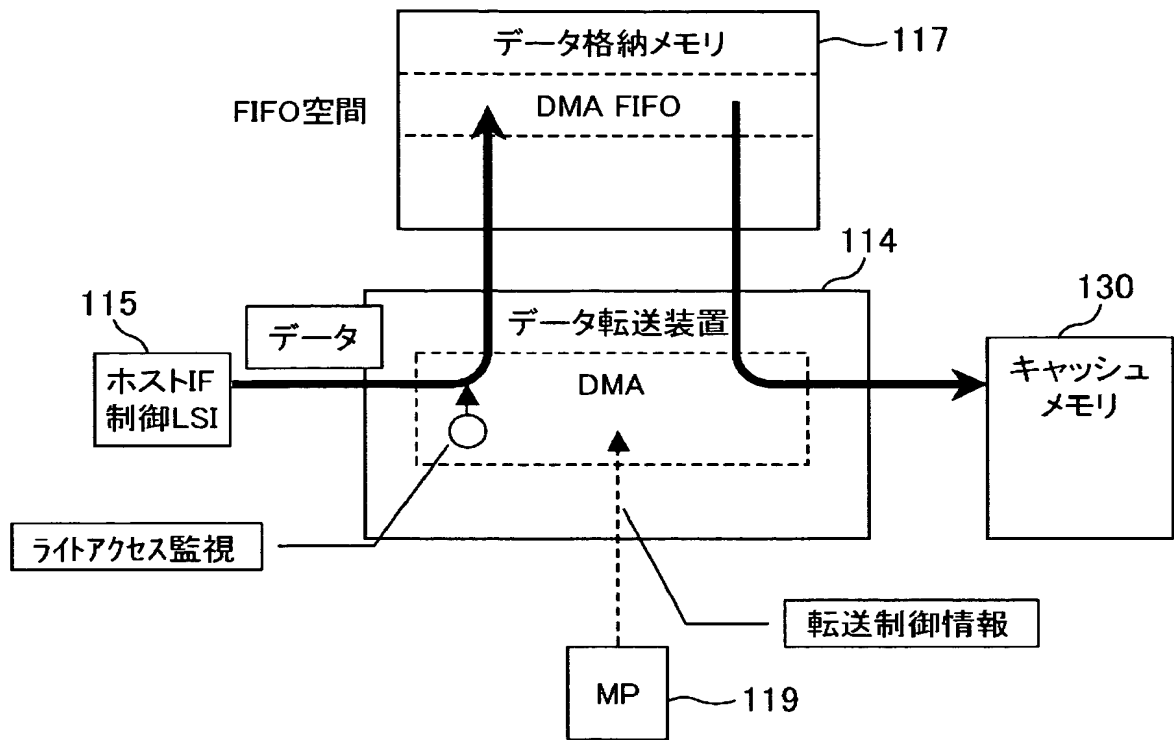 データ格納メモリ
117
FIFO空間
DMA FIFO
114
115
データ
データ転送装置
130
ホストIF
制御LSI
DMA
キャッシュ
メモリ
ライトアクセス監視
転送制御情報
MP
119